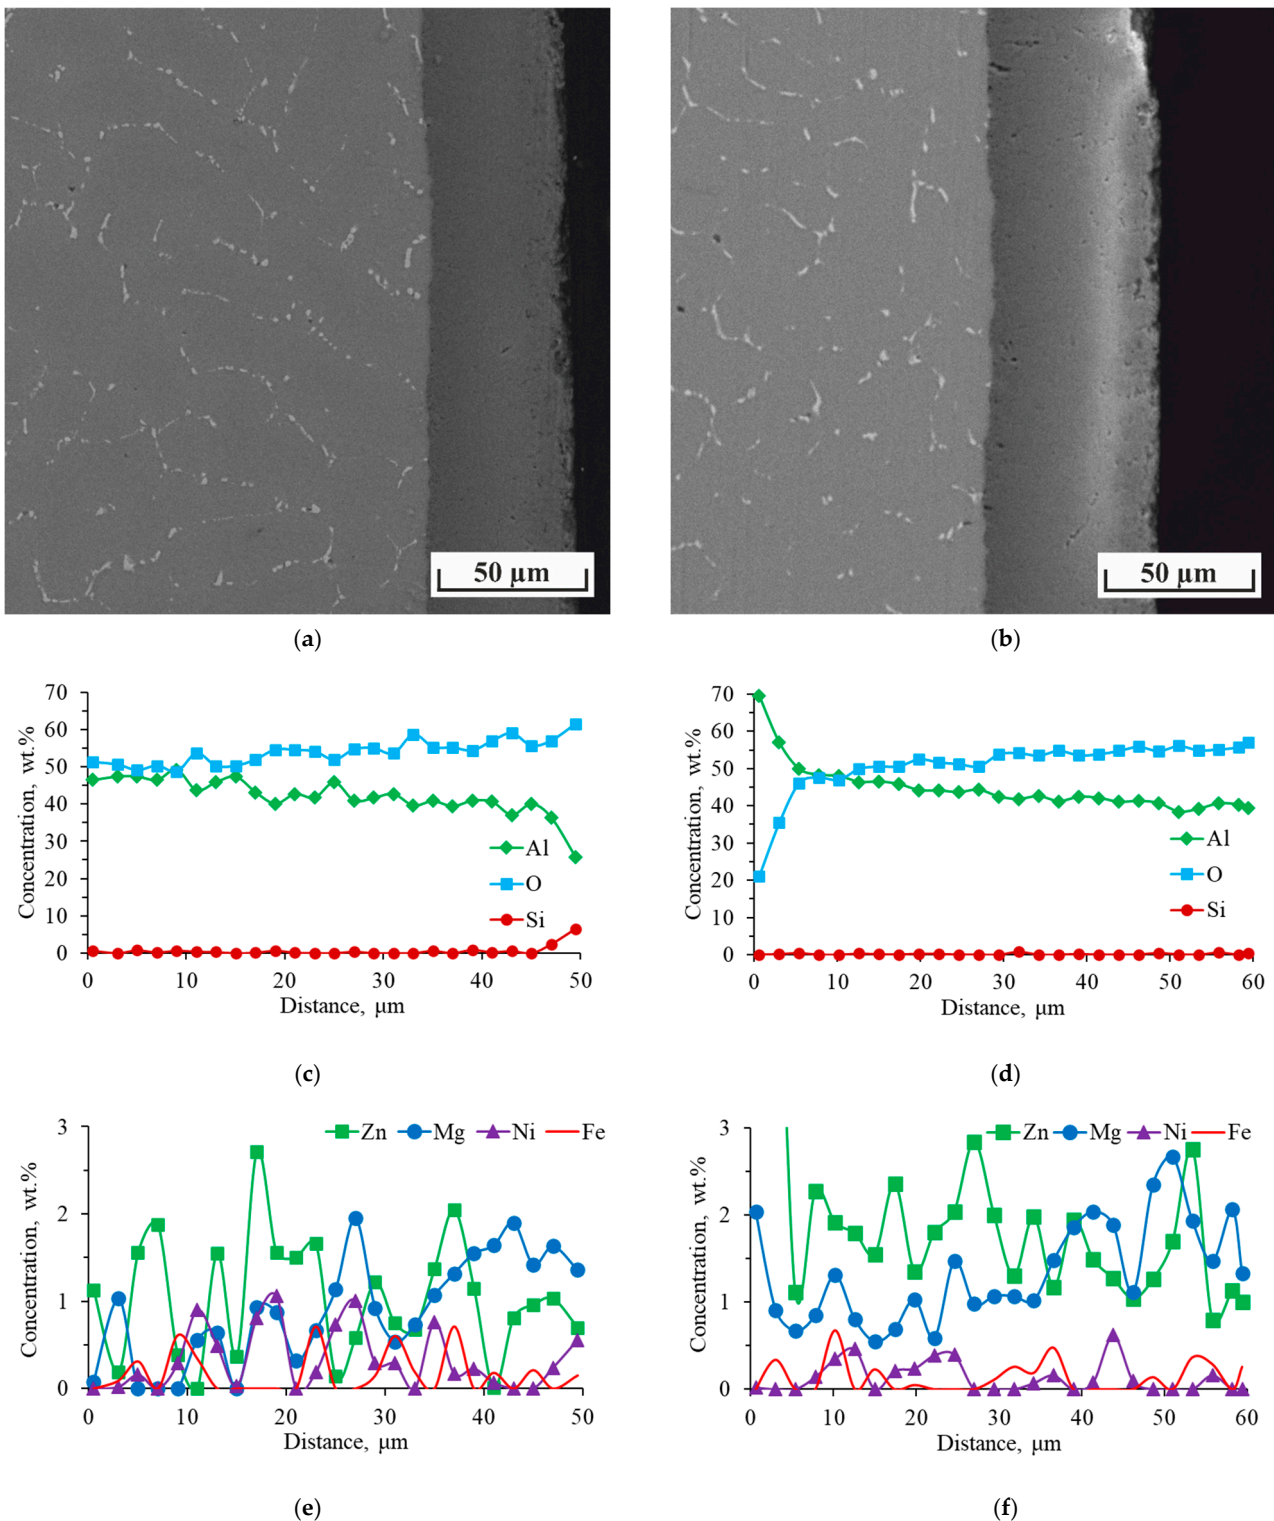 50 µm
50 µm
(a)
(b)
70
60
50
40
30
20
10
0
Concentration, wt.%
Al
O
Si
0 10 20 30 40 50
Distance, µm
70
60
50
40
30
20
10
0
Concentration, wt.%
Al
O
Si
0 10 20 30 40 50 60
Distance, µm
(c)
(d)
3
2
1
0
Concentration, wt.%
Zn Mg Ni Fe
0 10 20 30 40 50
Distance, µm
3
2
1
0
Concentration, wt.%
Zn Mg Ni Fe
0 10 20 30 40 50 60
Distance, µm
(e)
(f)